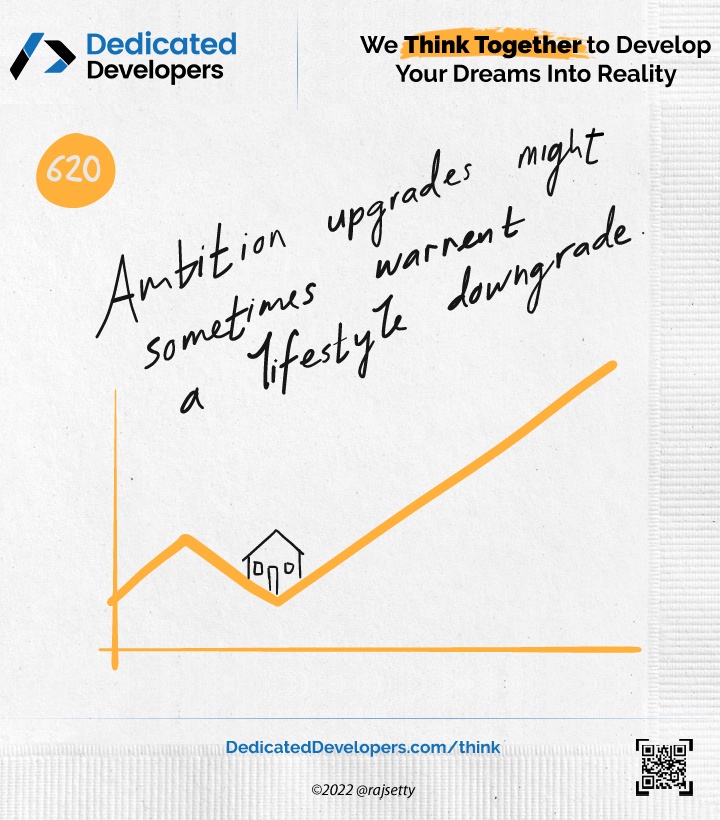 Dedicated
Developers
We Think Together to Develop
Your Dreams Into Reality
620
Ambition upgrades might
sometimes warrent
a lifestyle downgrade
DedicatedDevelopers.com/think
©2022 @rajsetty